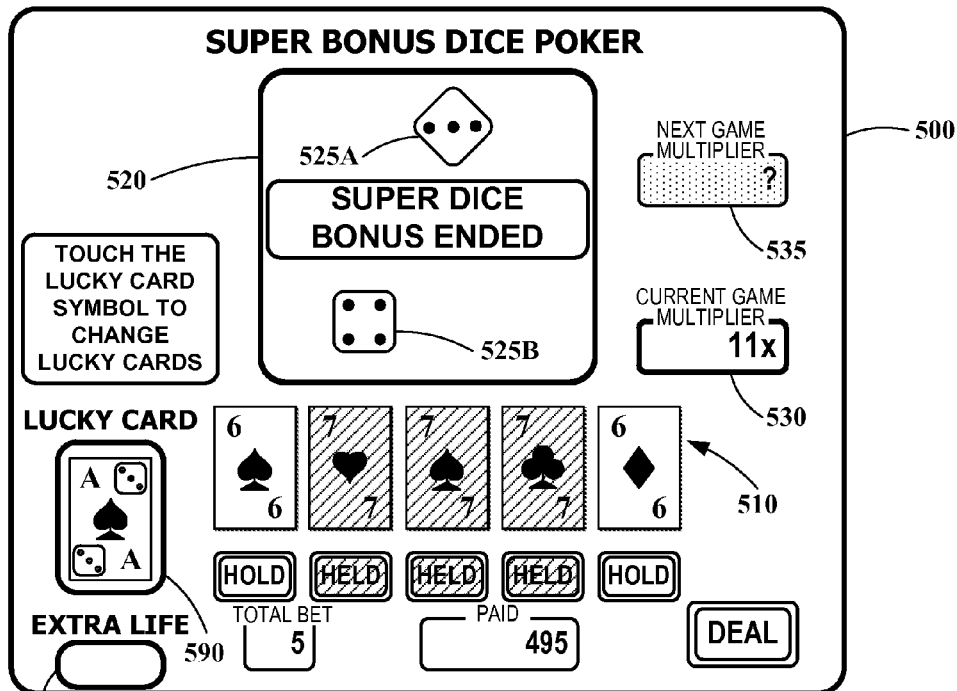 SUPER BONUS DICE POKER
500
NEXT GAME
MULTIPLIER
?
535
525A
520
SUPER DICE
BONUS ENDED
TOUCH THE
LUCKY CARD
SYMBOL TO
CHANGE
LUCKY CARDS
CURRENT GAME
MULTIPLIER
11x
530
525B
LUCKY CARD
A
A
590
6 7 7 7 6
6 7 7 7 6
510
HOLD HELD HELD HELD HOLD
EXTRA LIFE
TOTAL BET
5
PAID
495
DEAL